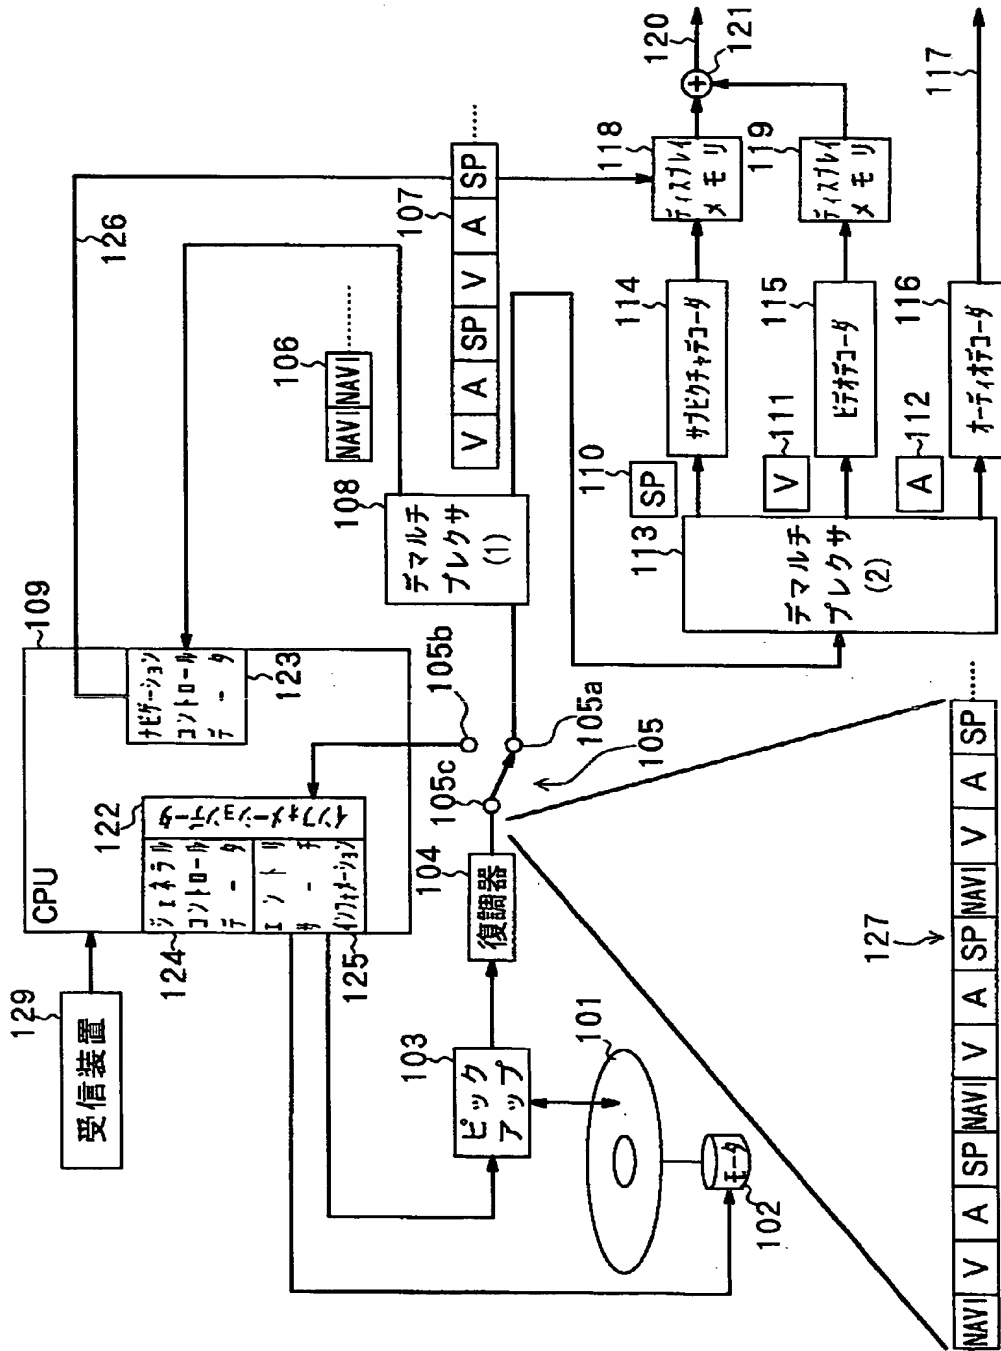 129
受信装置
CPU
109
124
ジェネラル
コントロール
データ
122
インフォメーションデータ
エントリ
サーチ
インフォメーション
125
ナビゲーション
コントロール
データ
123
126
103
ピック
アップ
104
復調器
105c
105b
105a
105
101
モータ
102
108
デマルチ
プレクサ
(1)
106
NAVI NAVI ……
107
V A SP V A SP ……
127
NAVI V A SP NAVI V A SP NAVI V A SP ……
113
デマルチ
プレクサ
(2)
110
SP
V
111
A
112
114
サブピクチャデコーダ
115
ビデオデコーダ
116
オーディオデコーダ
118
ディスプレイ
メモリ
119
ディスプレイ
メモリ
120
+
121
117